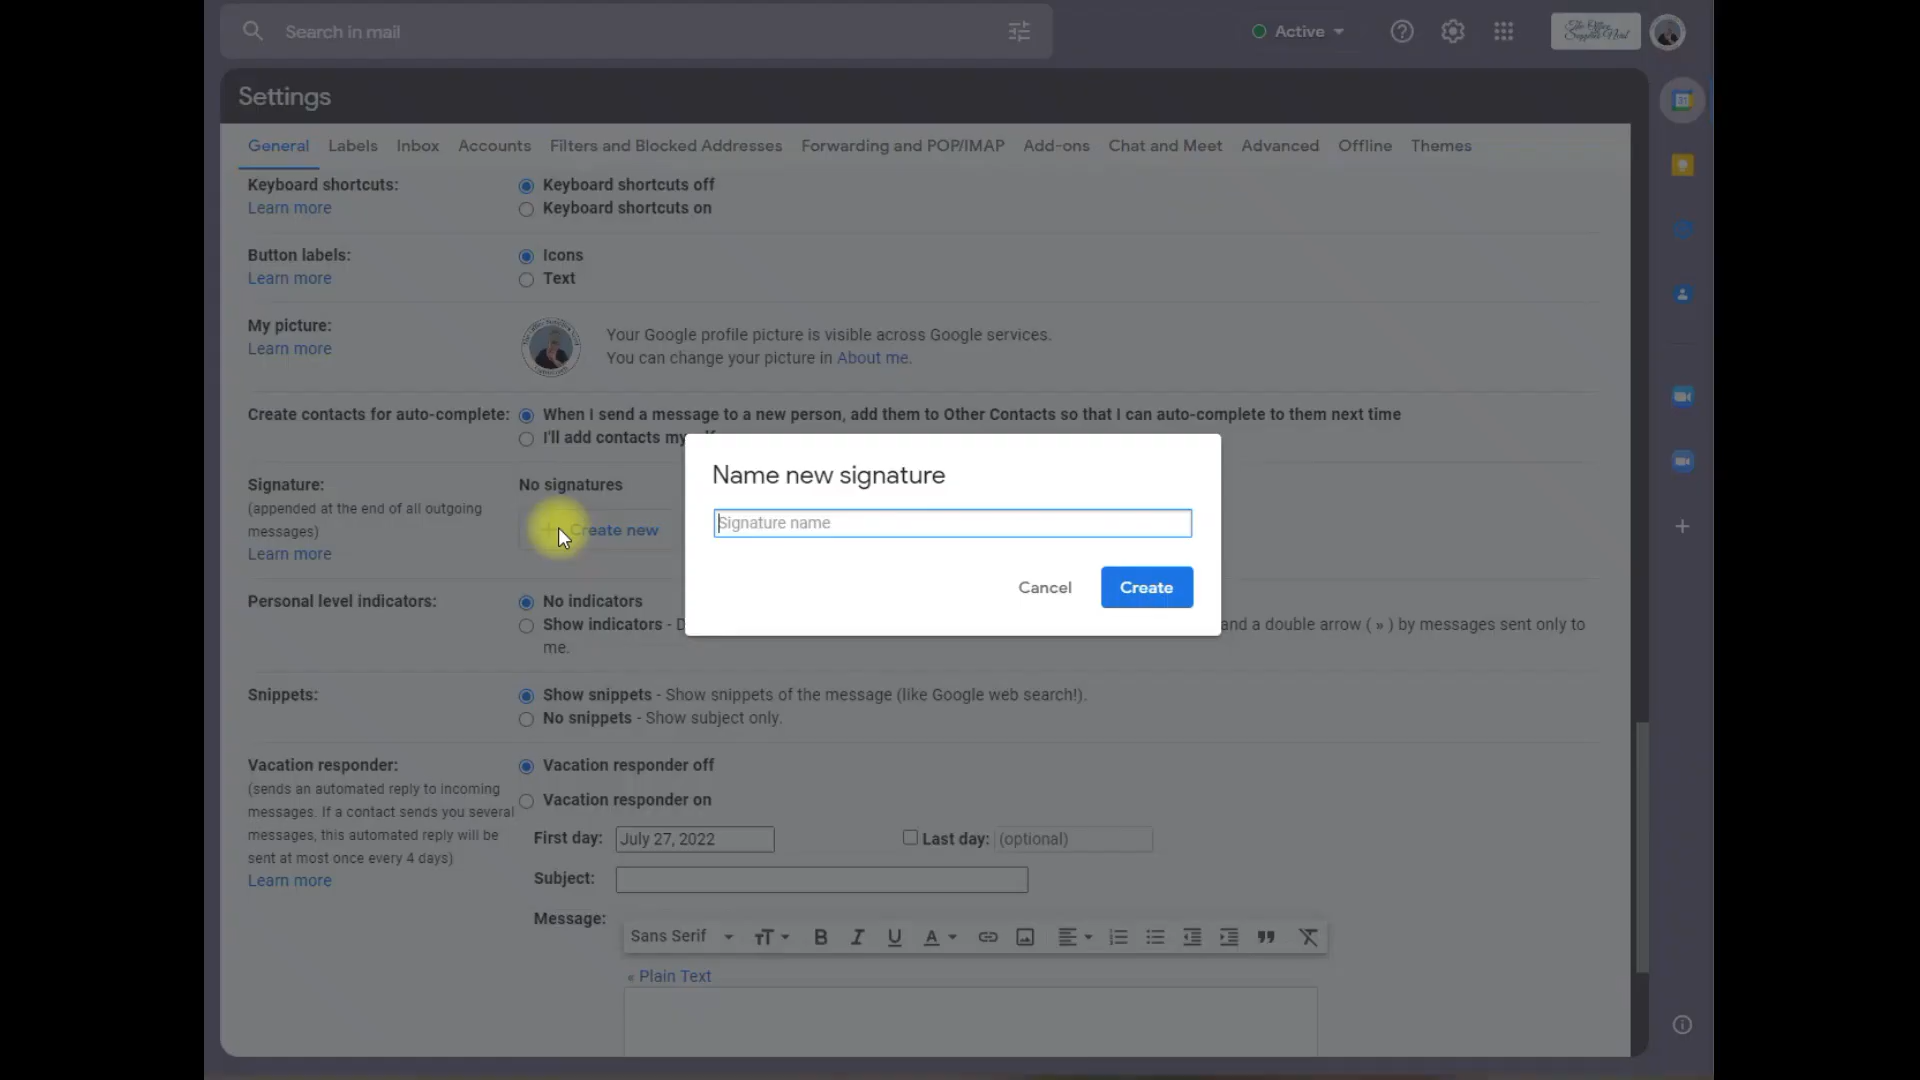 Search in mail
Active
The Office
Supplies Nerd
Settings
General Labels Inbox Accounts Filters and Blocked Addresses Forwarding and POP/IMAP Add-ons Chat and Meet Advanced Offline Themes
Keyboard shortcuts:
Keyboard shortcuts off
Learn more
Keyboard shortcuts on
Button labels:
Icons
Learn more
Text
My picture:
Learn more
Your Google profile picture is visible across Google services.
You can change your picture in About me.
Create contacts for auto-complete:
When I send a message to a new person, add them to Other Contacts so that I can auto-complete to them next time
I'll add contacts my
Signature:
(appended at the end of all outgoing
messages)
Learn more
No signatures
Create new
Name new signature
Signature name
Cancel
Create
Personal level indicators:
No indicators
Show indicators - D
and a double arrow ( » ) by messages sent only to
me.
Snippets:
Show snippets - Show snippets of the message (like Google web search!).
No snippets - Show subject only.
Vacation responder:
(sends an automated reply to incoming
messages. If a contact sends you several
messages, this automated reply will be
sent at most once every 4 days)
Learn more
Vacation responder off
Vacation responder on
First day: July 27, 2022 Last day: (optional)
Subject:
Message:
Sans Serif
« Plain Text
31